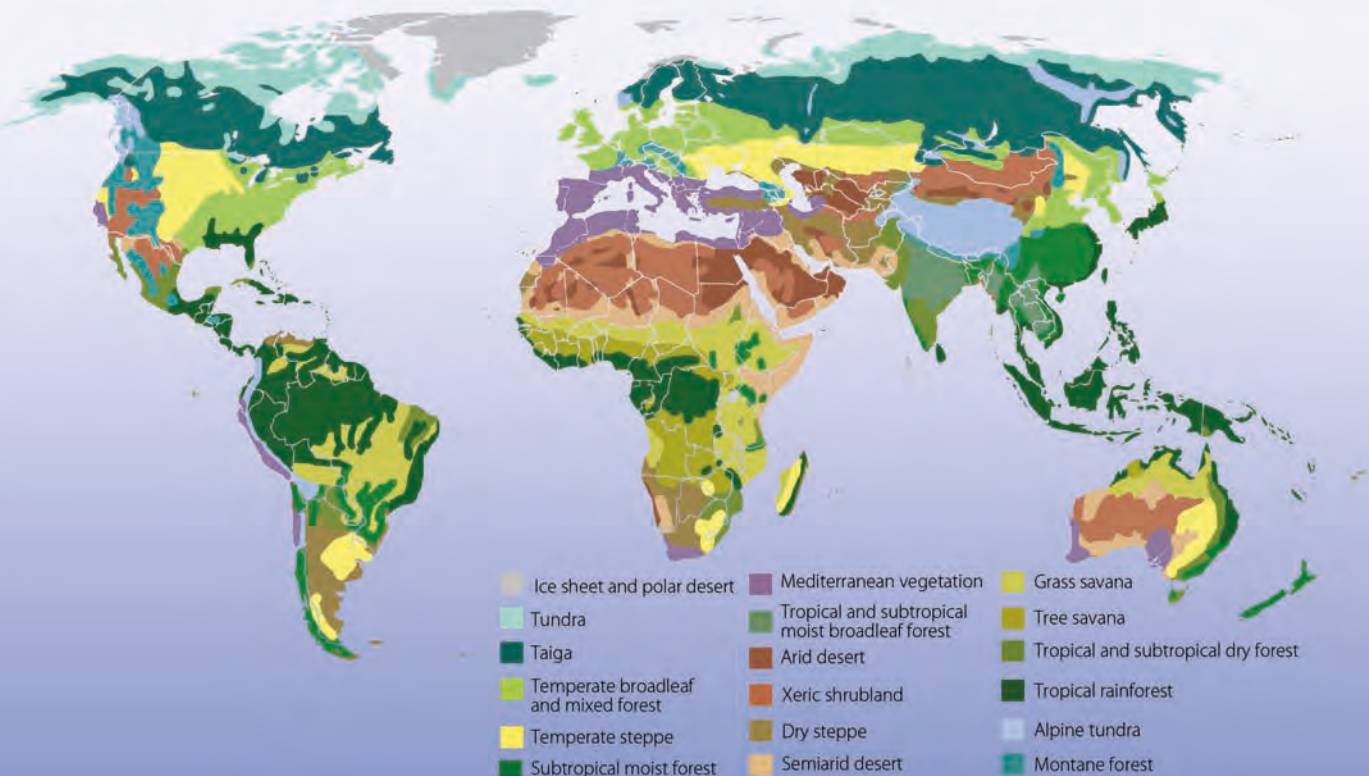 Ice sheet and polar desert
Tundra
Taiga
Temperate broadleaf
and mixed forest
Temperate steppe
Subtropical moist forest
Mediterranean vegetation
Tropical and subtropical
moist broadleaf forest
Arid desert
Xeric shrubland
Dry steppe
Semiarid desert
Grass savana
Tree savana
Tropical and subtropical dry forest
Tropical rainforest
Alpine tundra
Montane forest